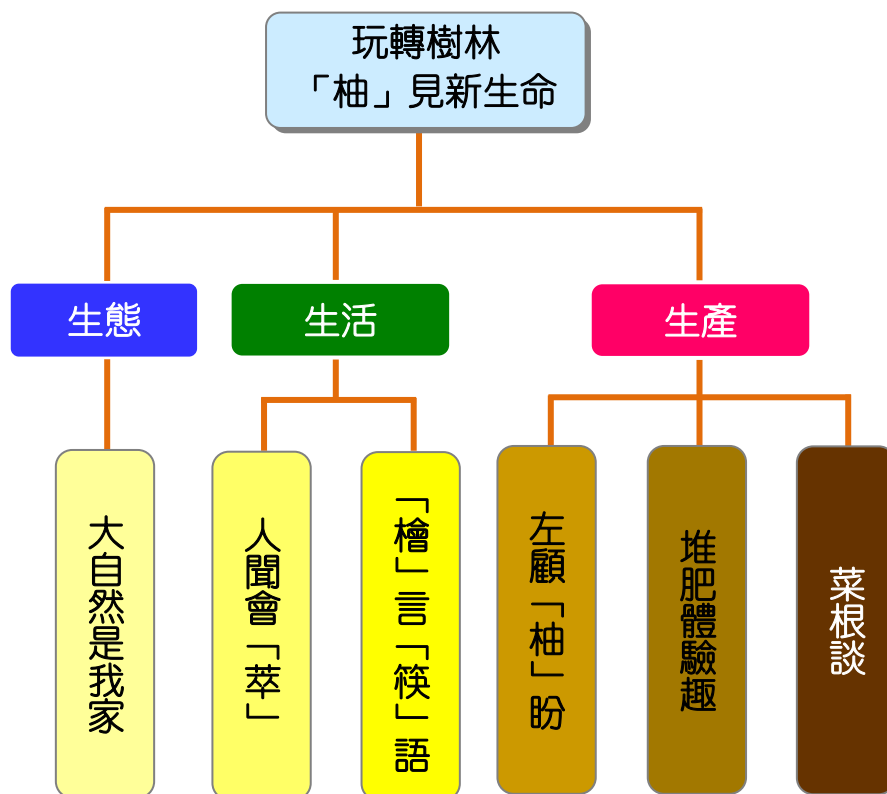 玩轉樹林
「柚」見新生命
生態
生活
生產
大自然是我家
人聞會「萃」
「檜」言「筷」語
左顧「柚」盼
堆肥體驗趣
菜根談